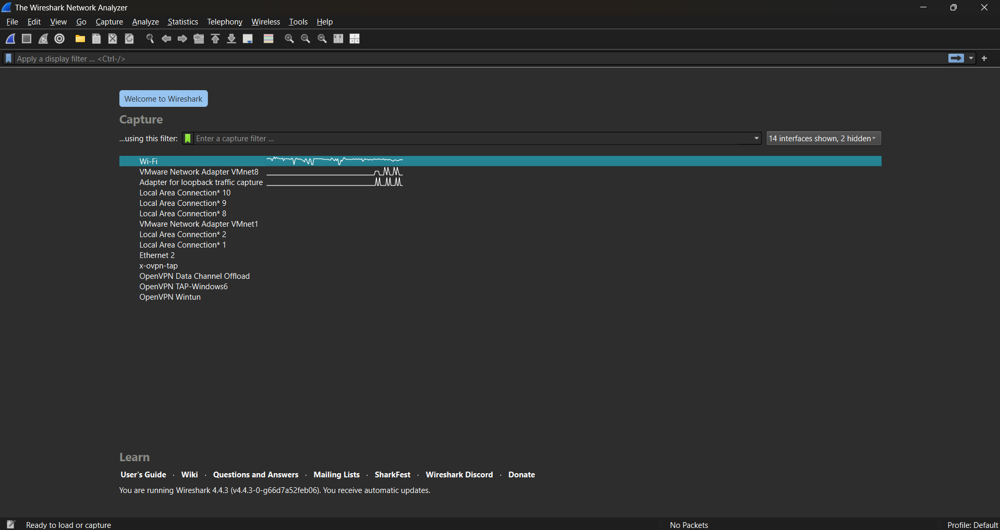 The Wireshark Network Analyzer
File Edit View Go Capture Analyze Statistics Telephony Wireless Tools Help
Apply a display filter ... <Ctrl-/>
Welcome to Wireshark
Capture
...using this filter: Enter a capture filter ... 14 interfaces shown, 2 hidden
Wi-Fi
VMware Network Adapter VMnet8
Adapter for loopback traffic capture
Local Area Connection* 10
Local Area Connection* 9
Local Area Connection* 8
VMware Network Adapter VMnet1
Local Area Connection* 2
Local Area Connection* 1
Ethernet 2
x-ovpn-tap
OpenVPN Data Channel Offload
OpenVPN TAP-Windows6
OpenVPN Wintun
Learn
User's Guide · Wiki · Questions and Answers · Mailing Lists · SharkFest · Wireshark Discord · Donate
You are running Wireshark 4.4.3 (v4.4.3-0-g66d7a52feb06). You receive automatic updates.
Ready to load or capture No Packets Profile: Default